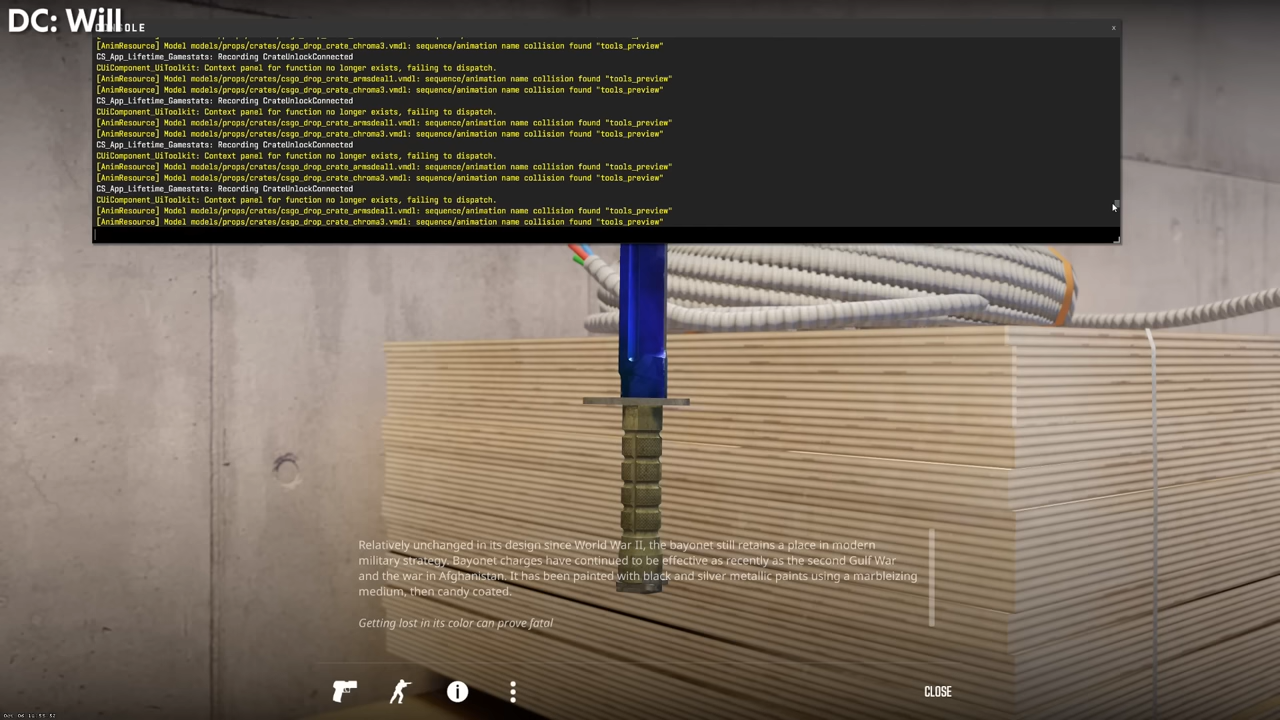 DC: Will
CONSOLE
[AnimResource] Model models/props/crates/csgo_drop_crate_chroma3.vmdl: sequence/animation name collision found "tools_preview"
CS_App_Lifetime_Gamestats: Recording CrateUnlockConnected
CUiComponent_UiToolkit: Context panel for function no longer exists, failing to dispatch.
[AnimResource] Model models/props/crates/csgo_drop_crate_armsdeal1.vmdl: sequence/animation name collision found "tools_preview"
[AnimResource] Model models/props/crates/csgo_drop_crate_chroma3.vmdl: sequence/animation name collision found "tools_preview"
CS_App_Lifetime_Gamestats: Recording CrateUnlockConnected
CUiComponent_UiToolkit: Context panel for function no longer exists, failing to dispatch.
[AnimResource] Model models/props/crates/csgo_drop_crate_armsdeal1.vmdl: sequence/animation name collision found "tools_preview"
[AnimResource] Model models/props/crates/csgo_drop_crate_chroma3.vmdl: sequence/animation name collision found "tools_preview"
CS_App_Lifetime_Gamestats: Recording CrateUnlockConnected
CUiComponent_UiToolkit: Context panel for function no longer exists, failing to dispatch.
[AnimResource] Model models/props/crates/csgo_drop_crate_armsdeal1.vmdl: sequence/animation name collision found "tools_preview"
[AnimResource] Model models/props/crates/csgo_drop_crate_chroma3.vmdl: sequence/animation name collision found "tools_preview"
CS_App_Lifetime_Gamestats: Recording CrateUnlockConnected
CUiComponent_UiToolkit: Context panel for function no longer exists, failing to dispatch.
[AnimResource] Model models/props/crates/csgo_drop_crate_armsdeal1.vmdl: sequence/animation name collision found "tools_preview"
[AnimResource] Model models/props/crates/csgo_drop_crate_chroma3.vmdl: sequence/animation name collision found "tools_preview"
Relatively unchanged in its design since World War II, the bayonet still retains a place in modern
military strategy. Bayonet charges have continued to be effective as recently as the second Gulf War
and the war in Afghanistan. It has been painted with black and silver metallic paints using a marbleizing
medium, then candy coated.
Getting lost in its color can prove fatal
CLOSE